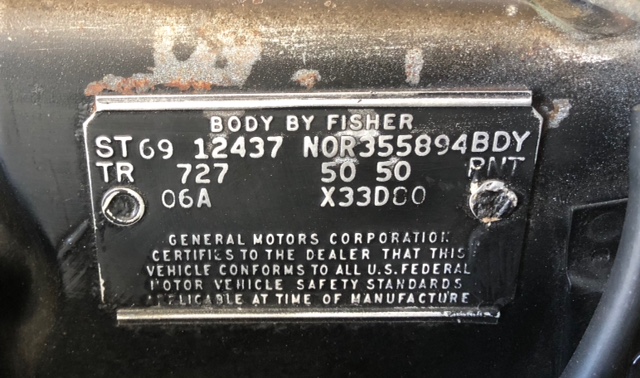 BODY BY FISHER
ST 69 12437 NOR355894 BDY
TR 727 50 50 PNT
06A X33D80
GENERAL MOTORS CORPORATION
CERTIFIES TO THE DEALER THAT THIS
VEHICLE CONFORMS TO ALL U.S. FEDERAL
MOTOR VEHICLE SAFETY STANDARDS
APPLICABLE AT TIME OF MANUFACTURE